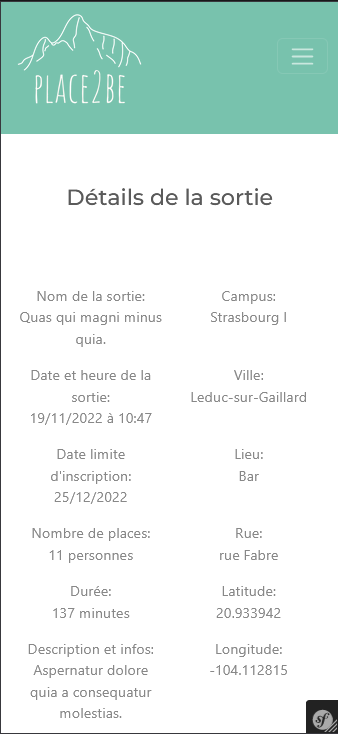 PLACE2BE
Détails de la sortie
Nom de la sortie:
Quas qui magni minus
quia.
Campus:
Strasbourg I
Date et heure de la
sortie:
19/11/2022 à 10:47
Ville:
Leduc-sur-Gaillard
Date limite
d'inscription:
25/12/2022
Lieu:
Bar
Nombre de places:
11 personnes
Rue:
rue Fabre
Durée:
137 minutes
Latitude:
20.933942
Description et infos:
Aspernatur dolore
quia a consequatur
molestias.
Longitude:
-104.112815
sf